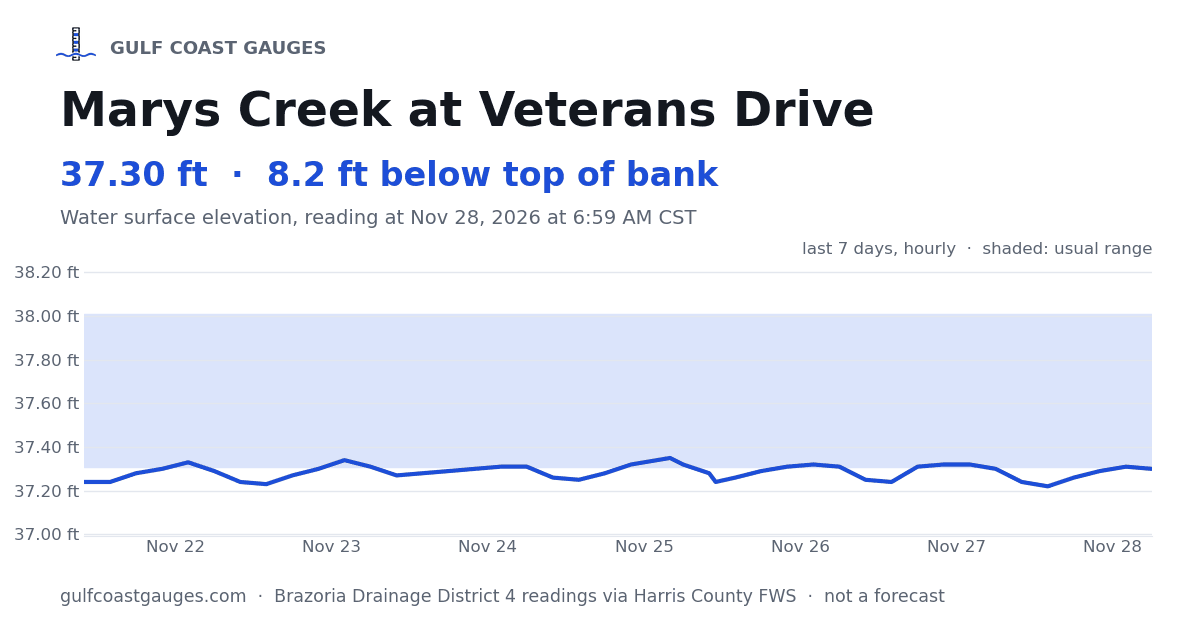 GULF COAST GAUGES
Marys Creek at Veterans Drive
37.30 ft · 8.2 ft below top of bank
Water surface elevation, reading at Nov 28, 2026 at 6:59 AM CST
last 7 days, hourly · shaded: usual range
38.20 ft
38.00 ft
37.80 ft
37.60 ft
37.40 ft
37.20 ft
37.00 ft
Nov 22 Nov 23 Nov 24 Nov 25 Nov 26 Nov 27 Nov 28
gulfcoastgauges.com · Brazoria Drainage District 4 readings via Harris County FWS · not a forecast